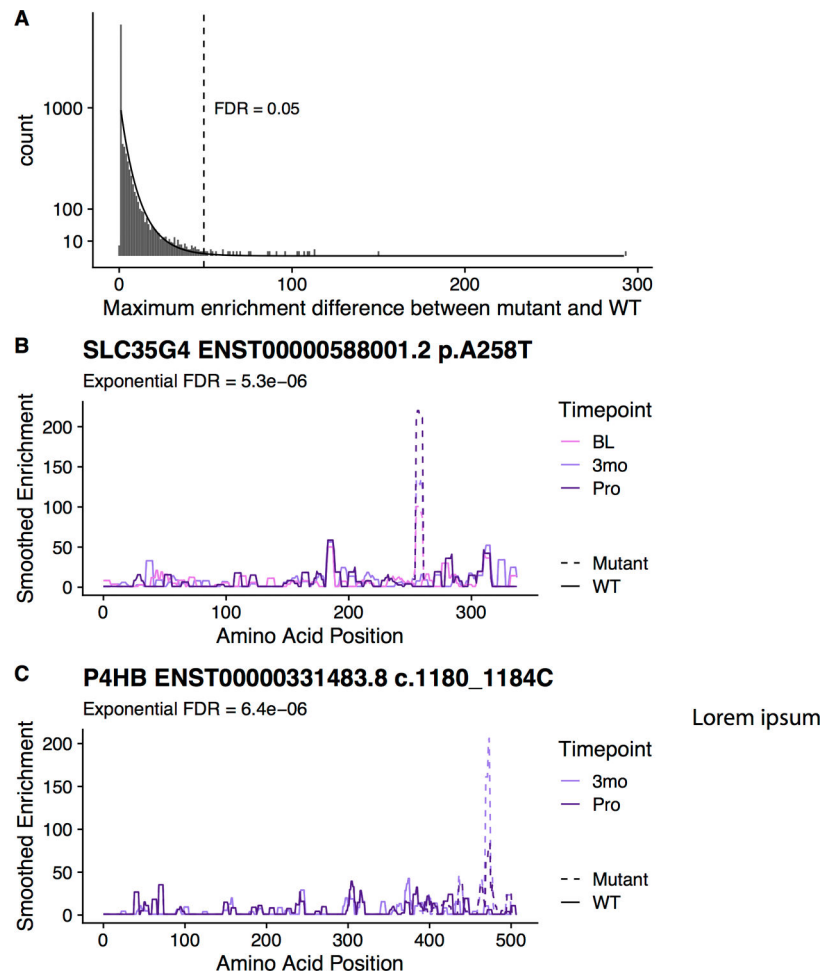 A
1000
100
10
count
FDR = 0.05
0 100 200 300
Maximum enrichment difference between mutant and WT
B
SLC35G4 ENST00000588001.2 p.A258T
Exponential FDR = 5.3e−06
Smoothed Enrichment
200
150
100
50
0
0 100 200 300
Amino Acid Position
Timepoint
BL
3mo
Pro
Mutant
WT
C
P4HB ENST00000331483.8 c.1180_1184C
Exponential FDR = 6.4e−06
Smoothed Enrichment
200
150
100
50
0
0 100 200 300 400 500
Amino Acid Position
Timepoint
3mo
Pro
Mutant
WT
Lorem ipsum